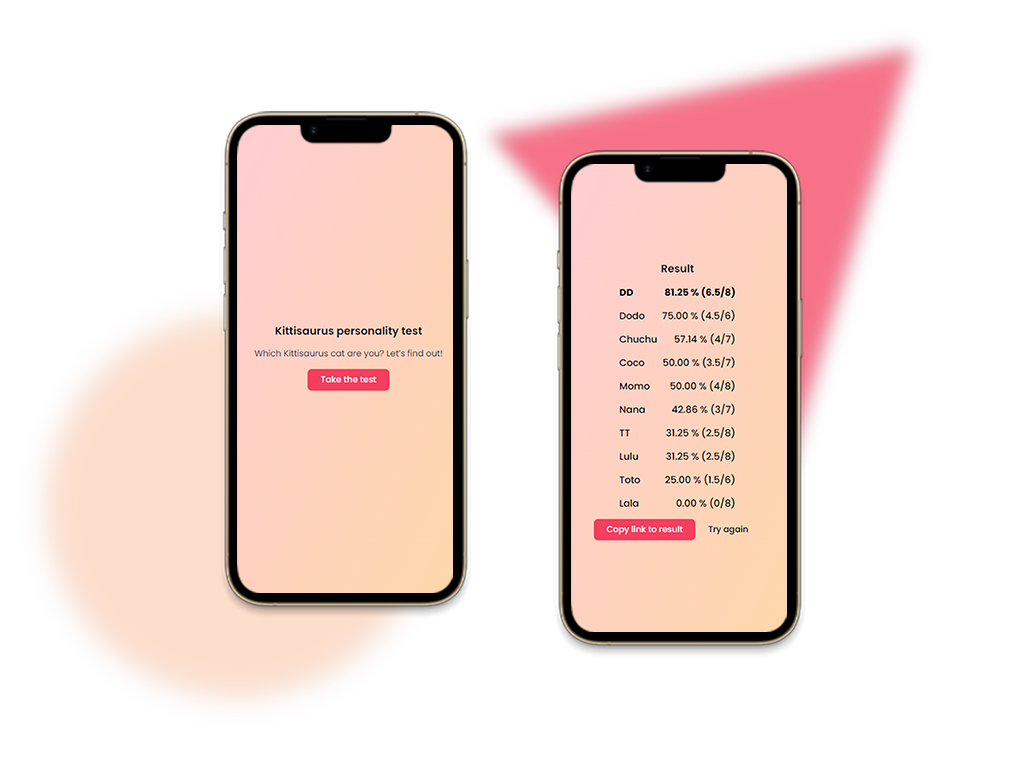 Kittisaurus personality test
Which Kittisaurus cat are you? Let's find out!
Take the test
Result
DD 81.25 % (6.5/8)
Dodo 75.00 % (4.5/6)
Chuchu 57.14 % (4/7)
Coco 50.00 % (3.5/7)
Momo 50.00 % (4/8)
Nana 42.86 % (3/7)
TT 31.25 % (2.5/8)
Lulu 31.25 % (2.5/8)
Toto 25.00 % (1.5/6)
Lala 0.00 % (0/8)
Copy link to result Try again